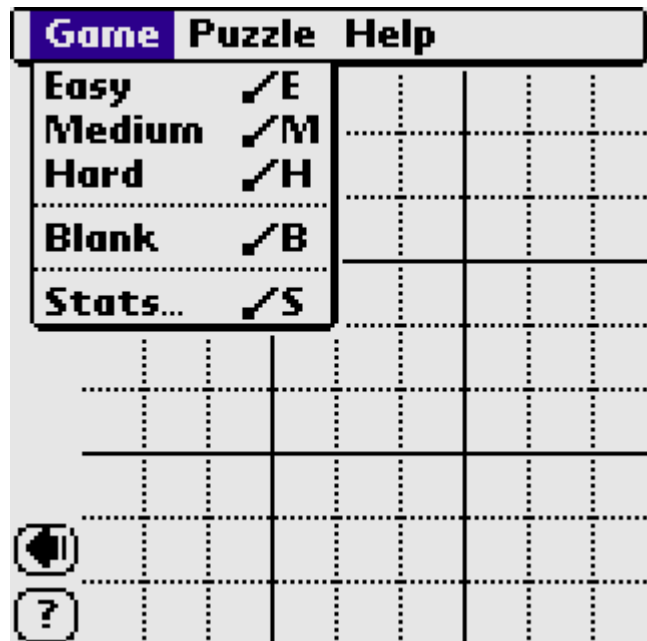 Game Puzzle Help
Easy /E
Medium /M
Hard /H
Blank /B
Stats... /S
?